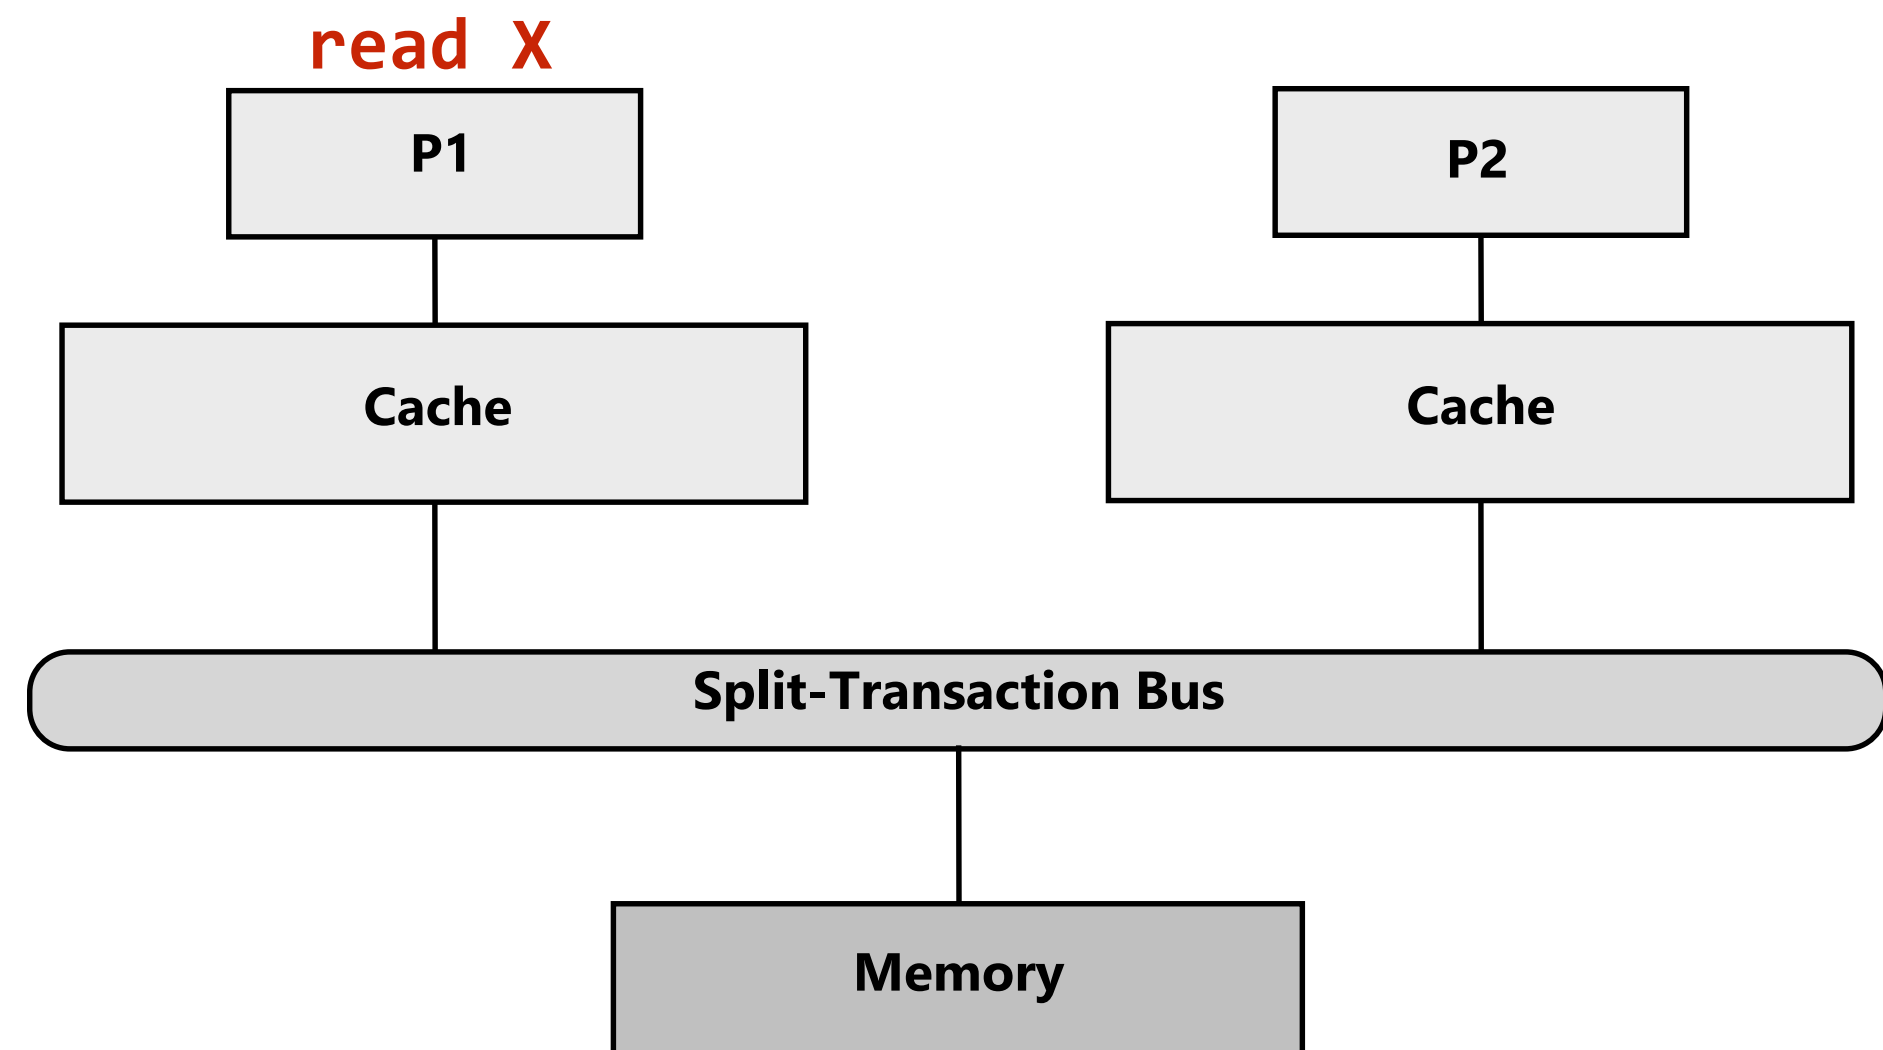 read X
P1
P2
Cache
Cache
Split-Transaction Bus
Memory